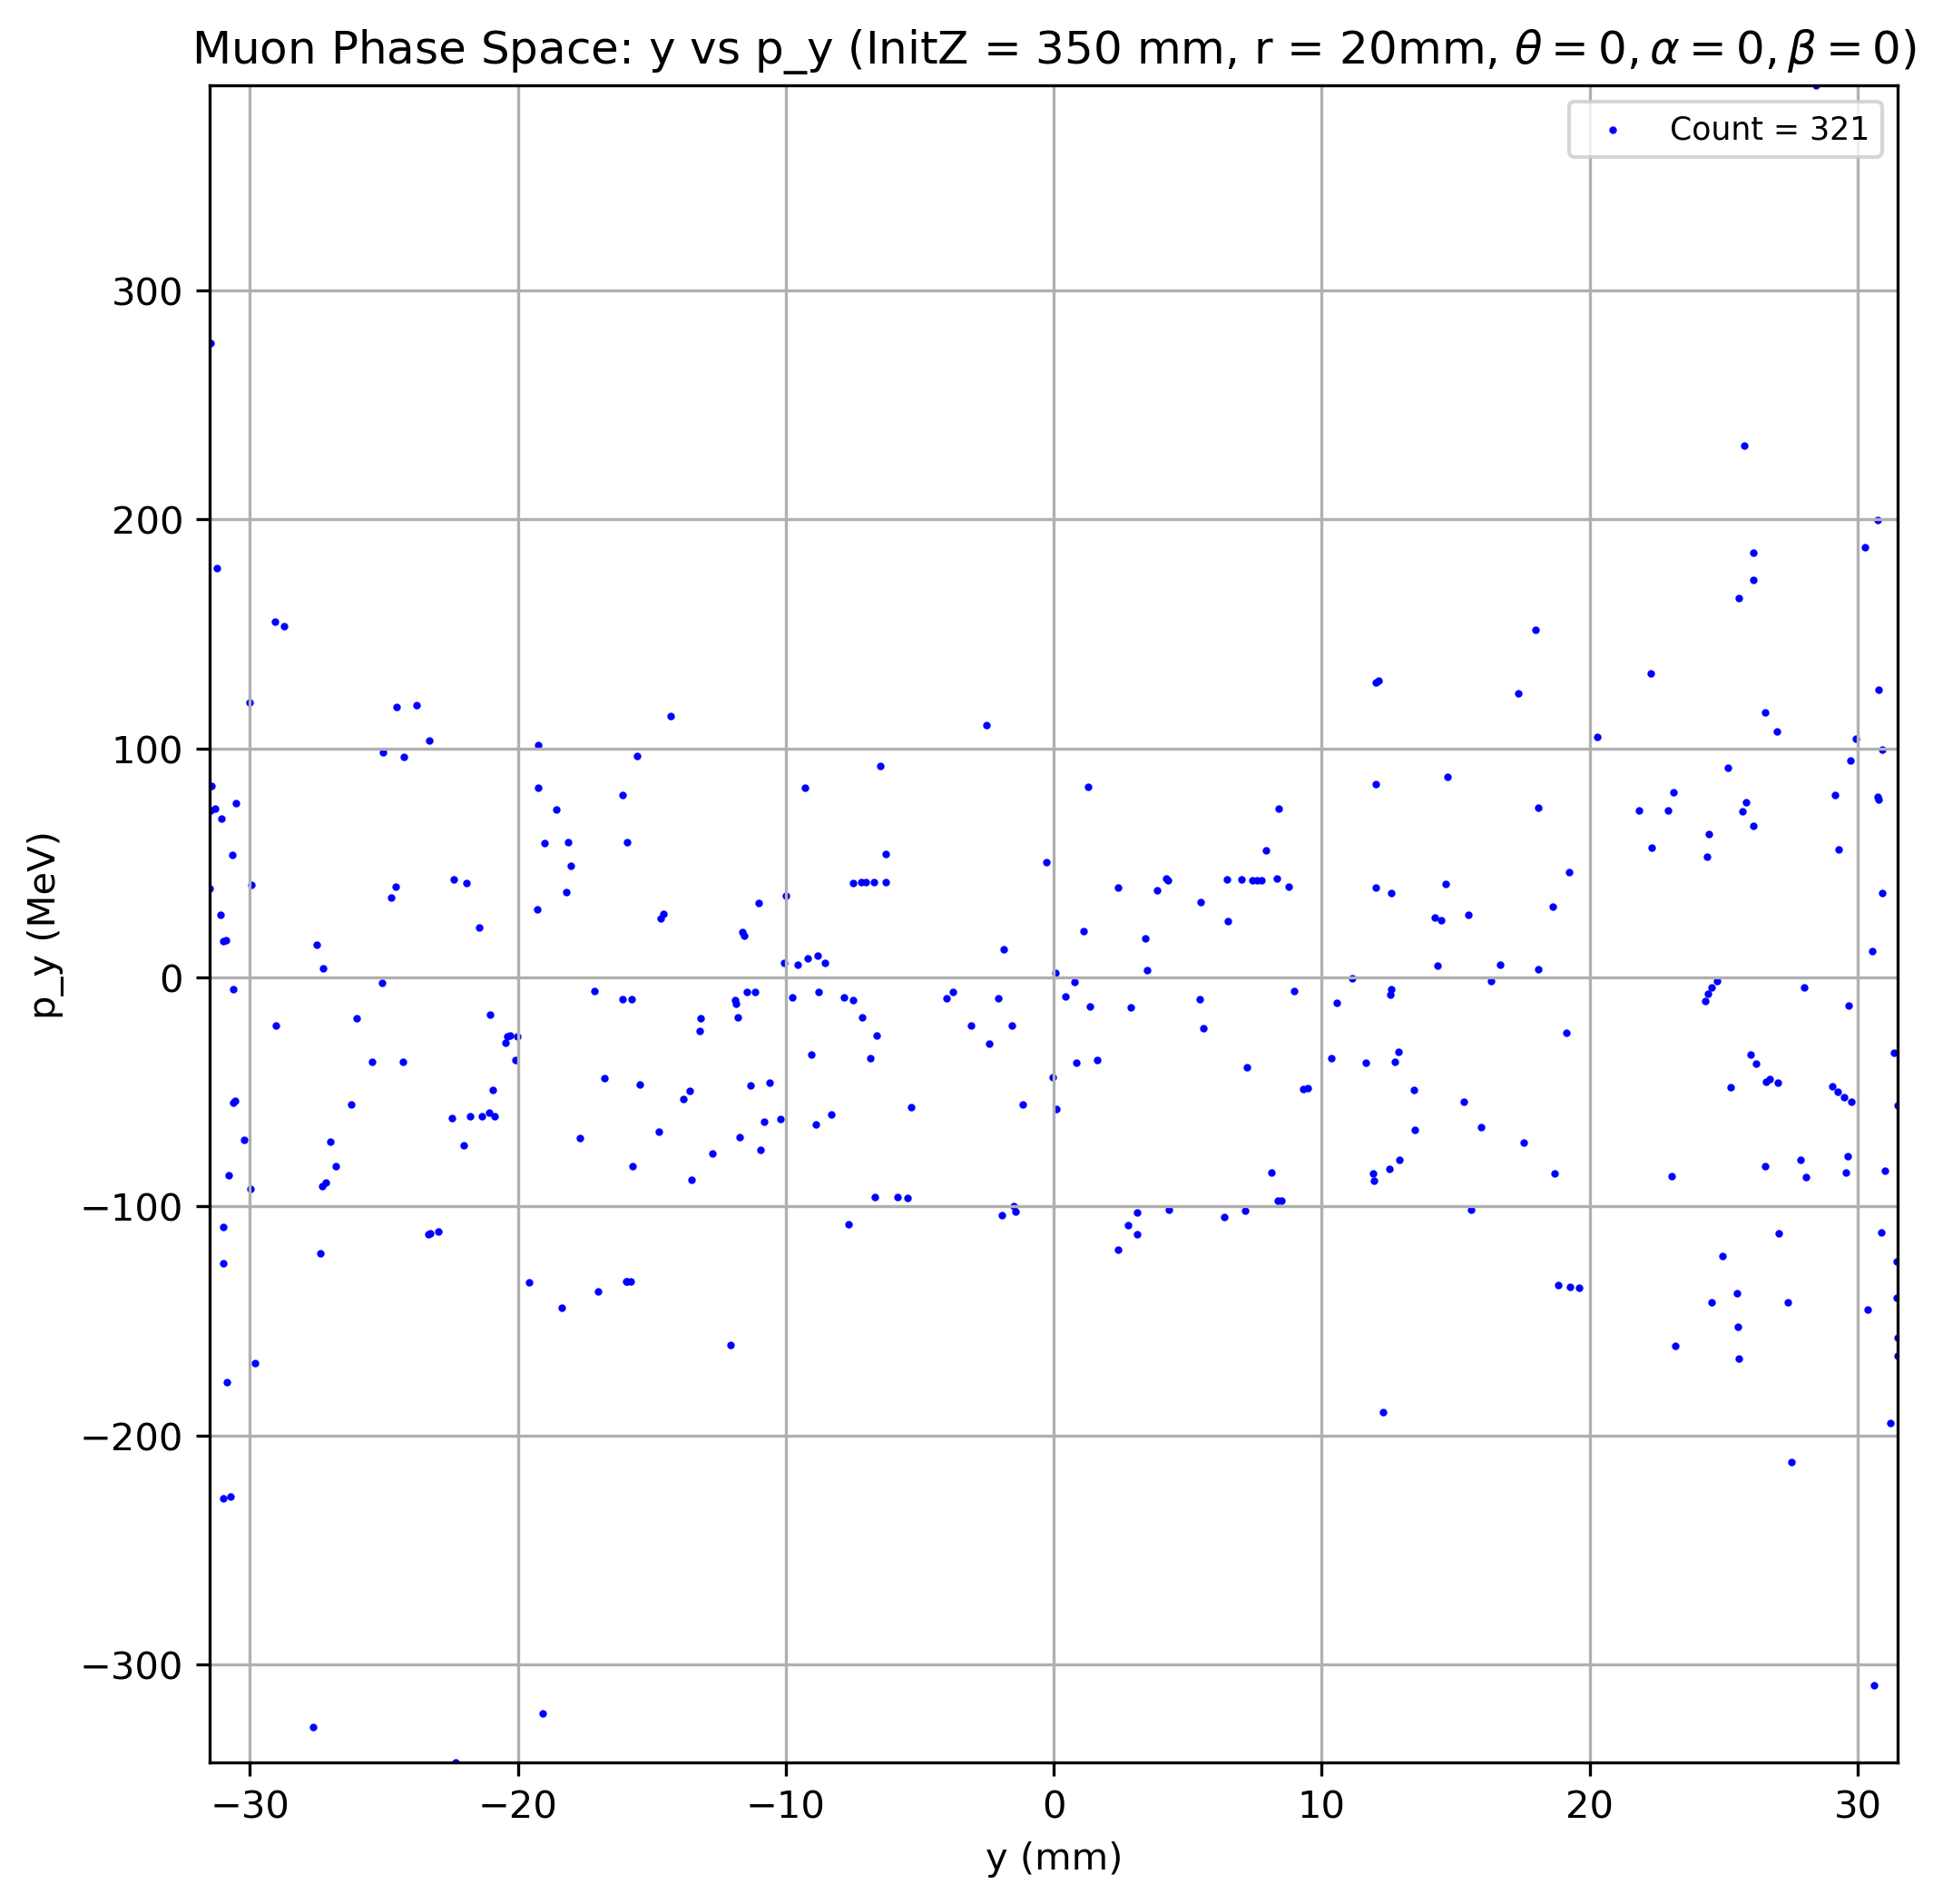 Muon Phase Space: y vs p_y (InitZ = 350 mm, r = 20mm, θ = 0, α = 0, β = 0)
Count = 321
300
200
100
0
−100
−200
−300
p_y (MeV)
−30 −20 −10 0 10 20 30
y (mm)